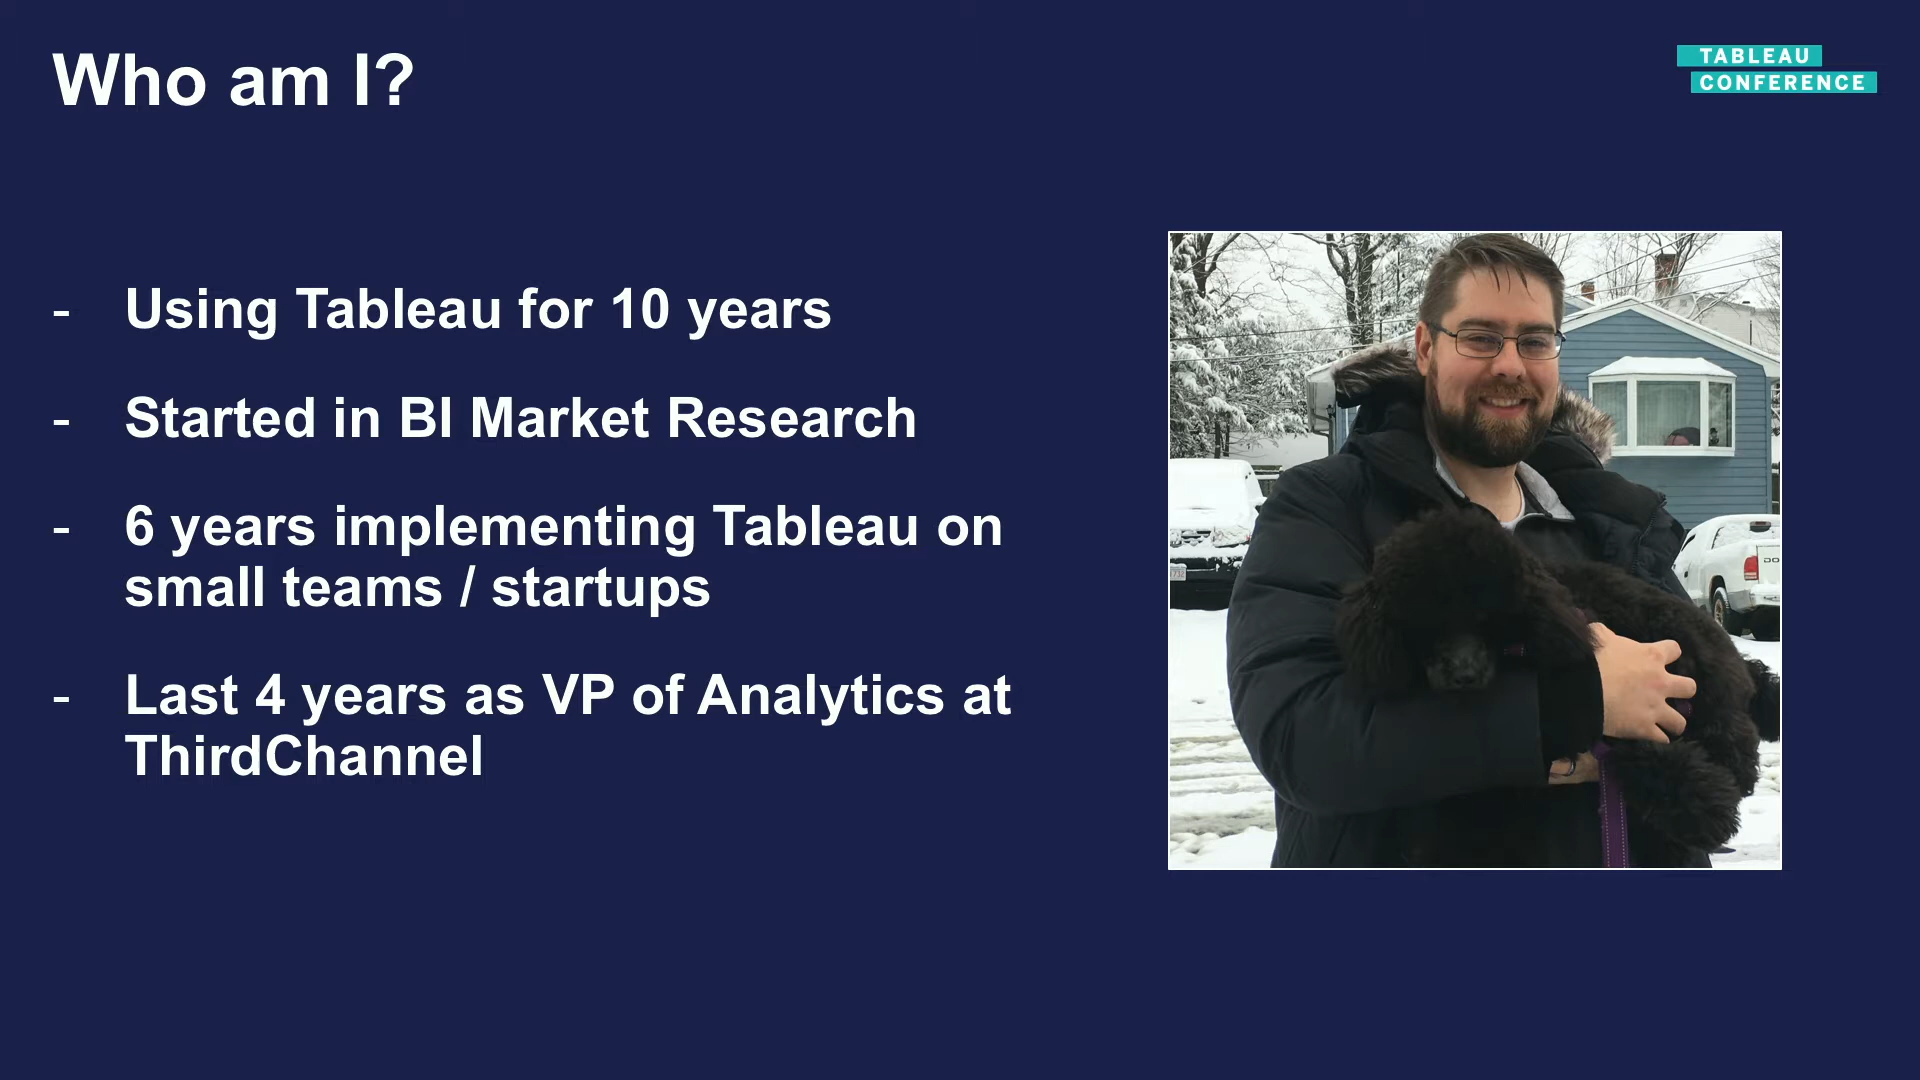 Who am I?
TABLEAU
CONFERENCE
- Using Tableau for 10 years
- Started in BI Market Research
- 6 years implementing Tableau on
small teams / startups
- Last 4 years as VP of Analytics at
ThirdChannel